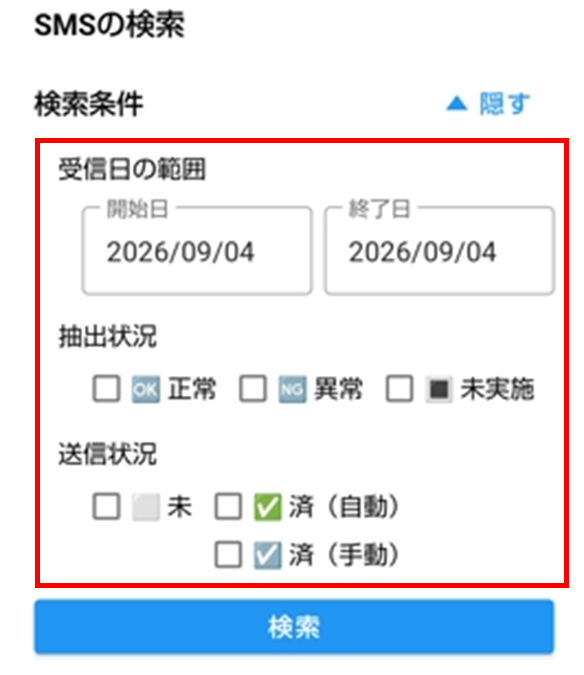 SMSの検索
検索条件 ▲ 隠す
受信日の範囲
開始日 終了日
2026/09/04 2026/09/04
抽出状況
OK 正常 NG 異常 未実施
送信状況
未 済（自動）
済（手動）
検索